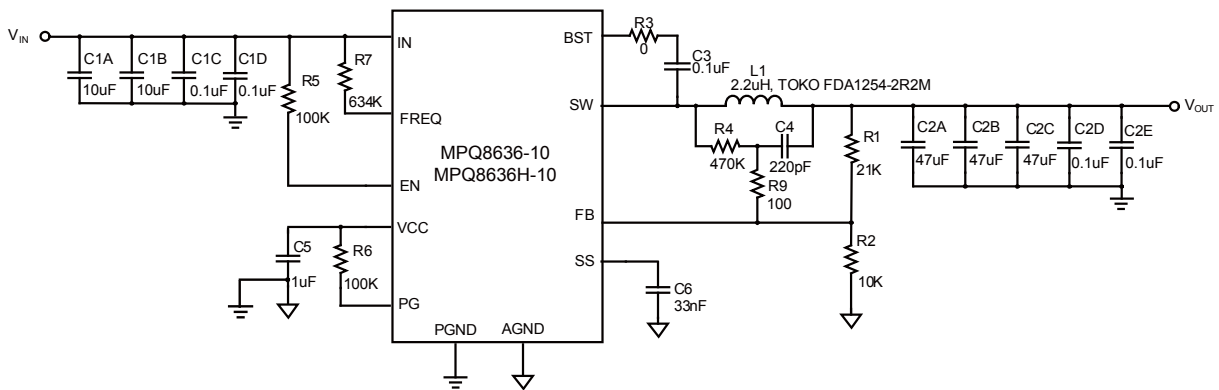 V IN
C1A
10uF
C1B
10uF
C1C
0.1uF
C1D
0.1uF
R5
100K
R7
634K
IN
FREQ
EN
VCC
PG
PGND
AGND
MPQ8636-10
MPQ8636H-10
BST
SW
FB
SS
C5
1uF
R6
100K
R3
0
C3
0.1uF
L1
2.2uH, TOKO FDA1254-2R2M
R4
470K
C4
220pF
R9
100
R1
21K
R2
10K
C6
33nF
C2A
47uF
C2B
47uF
C2C
47uF
C2D
0.1uF
C2E
0.1uF
V OUT